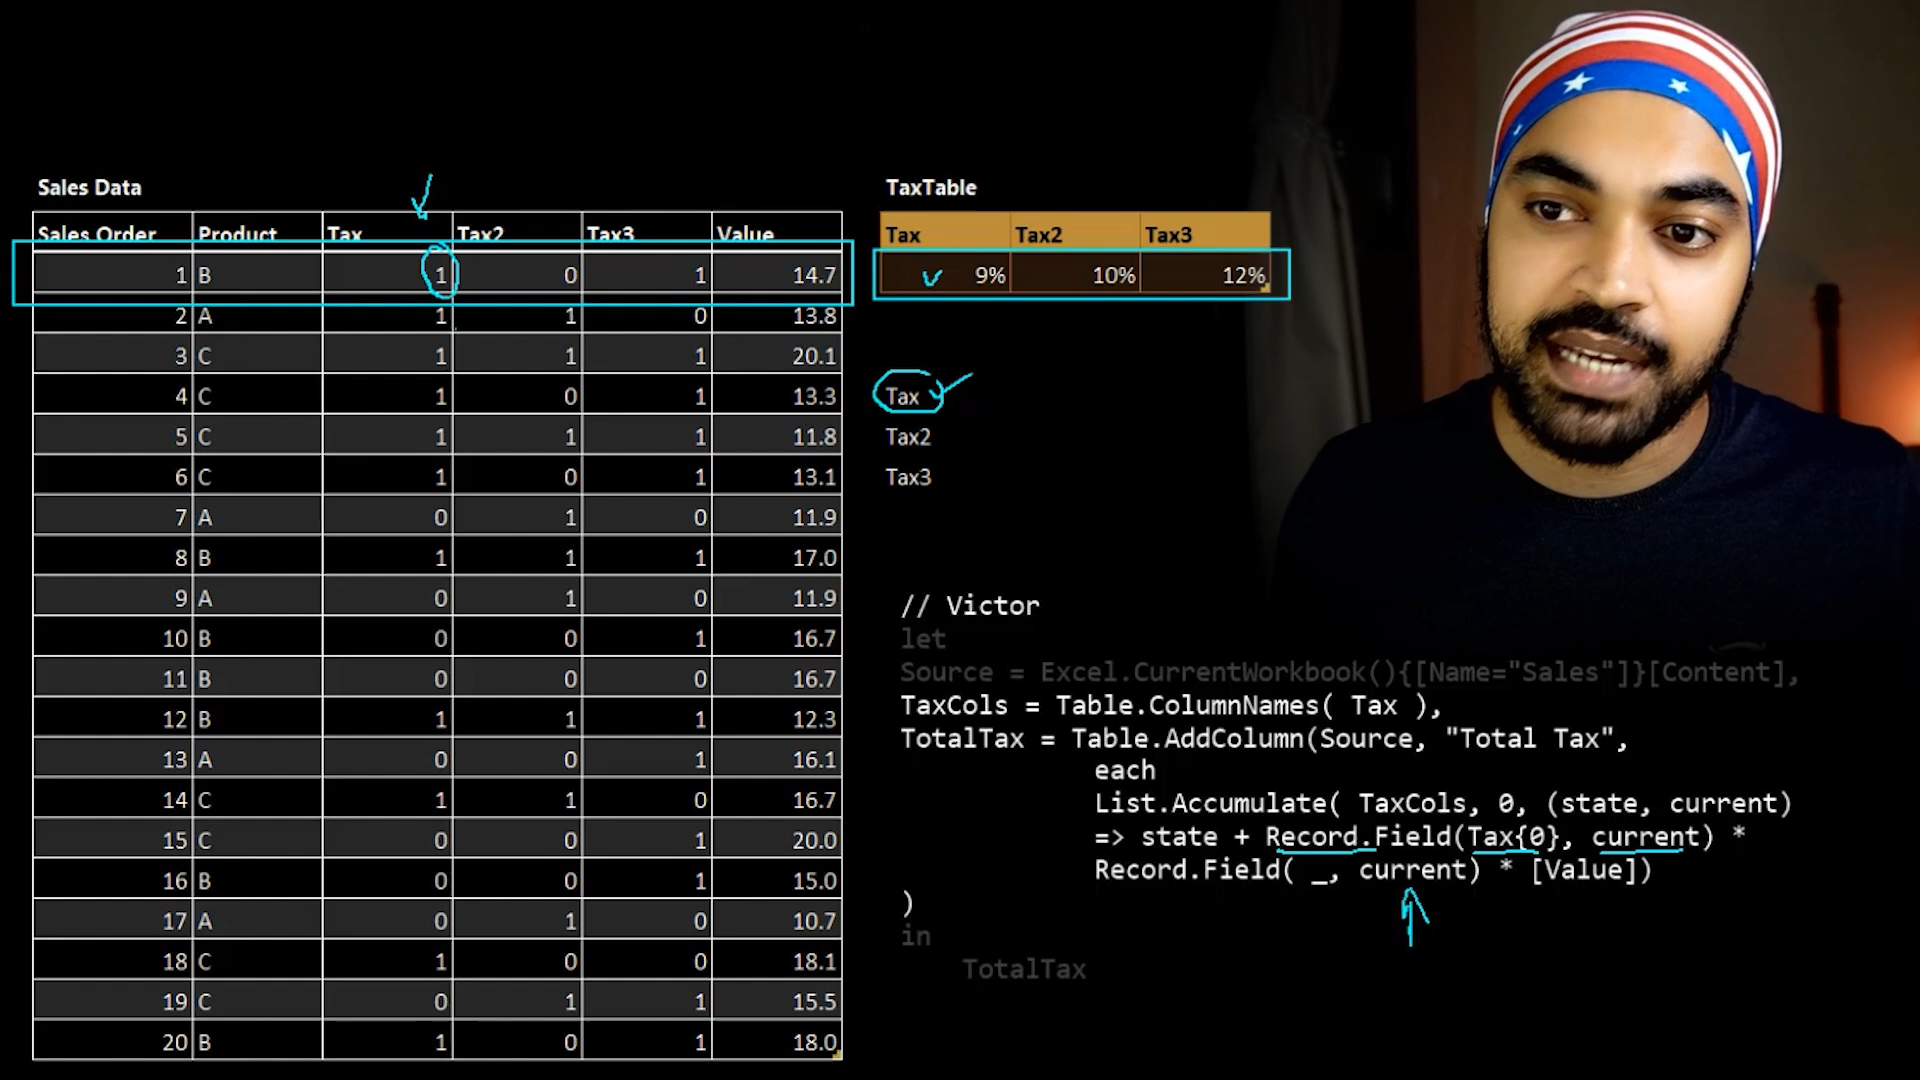 Sales Data
Sales Order Product Tax Tax2 Tax3 Value
1 B 1 0 1 14.7
2 A 1 1 0 13.8
3 C 1 1 1 20.1
4 C 1 0 1 13.3
5 C 1 1 1 11.8
6 C 1 0 1 13.1
7 A 0 1 0 11.9
8 B 1 1 1 17.0
9 A 0 1 0 11.9
10 B 0 0 1 16.7
11 B 0 0 0 16.7
12 B 1 1 1 12.3
13 A 0 0 1 16.1
14 C 1 1 0 16.7
15 C 0 0 1 20.0
16 B 0 0 1 15.0
17 A 0 1 0 10.7
18 C 1 0 0 18.1
19 C 0 1 1 15.5
20 B 1 0 1 18.0
TaxTable
Tax Tax2 Tax3
9% 10% 12%
Tax
Tax2
Tax3
// Victor
let
Source = Excel.CurrentWorkbook(){[Name="Sales"]}[Content],
TaxCols = Table.ColumnNames( Tax ),
TotalTax = Table.AddColumn(Source, "Total Tax",
each
List.Accumulate( TaxCols, 0, (state, current)
=> state + Record.Field(Tax{0}, current) *
Record.Field( _, current) * [Value])
)
in
TotalTax